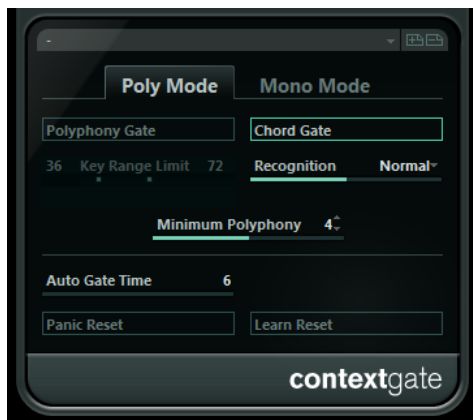 -
Poly Mode Mono Mode
Polyphony Gate Chord Gate
36 Key Range Limit 72 Recognition Normal
Minimum Polyphony 4
Auto Gate Time 6
Panic Reset Learn Reset
contextgate